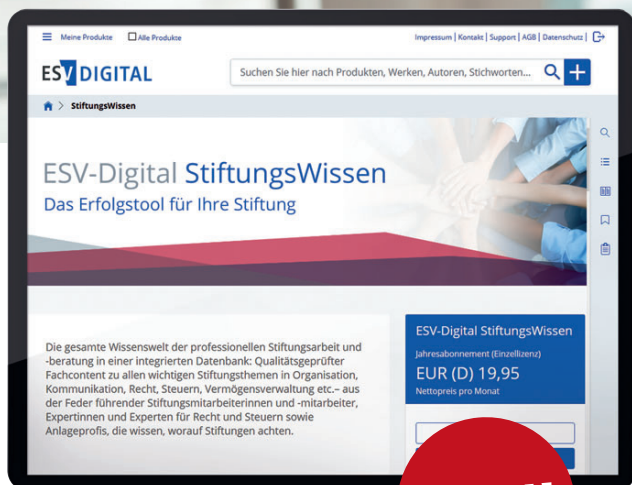 Meine Produkte Alle Produkte
Impressum | Kontakt | Support | AGB | Datenschutz |
ESV DIGITAL
Suchen Sie hier nach Produkten, Werken, Autoren, Stichworten...
> StiftungsWissen
ESV-Digital StiftungsWissen
Das Erfolgstool für Ihre Stiftung
Die gesamte Wissenswelt der professionellen Stiftungsarbeit und
-beratung in einer integrierten Datenbank: Qualitätsgeprüfter
Fachcontent zu allen wichtigen Stiftungsthemen in Organisation,
Kommunikation, Recht, Steuern, Vermögensverwaltung etc.– aus
der Feder führender Stiftungsmitarbeiterinnen und -mitarbeiter,
Expertinnen und Experten für Recht und Steuern sowie
Anlageprofis, die wissen, worauf Stiftungen achten.
ESV-Digital StiftungsWissen
Jahresabonnement (Einzellizenz)
EUR (D) 19,95
Nettopreis pro Monat